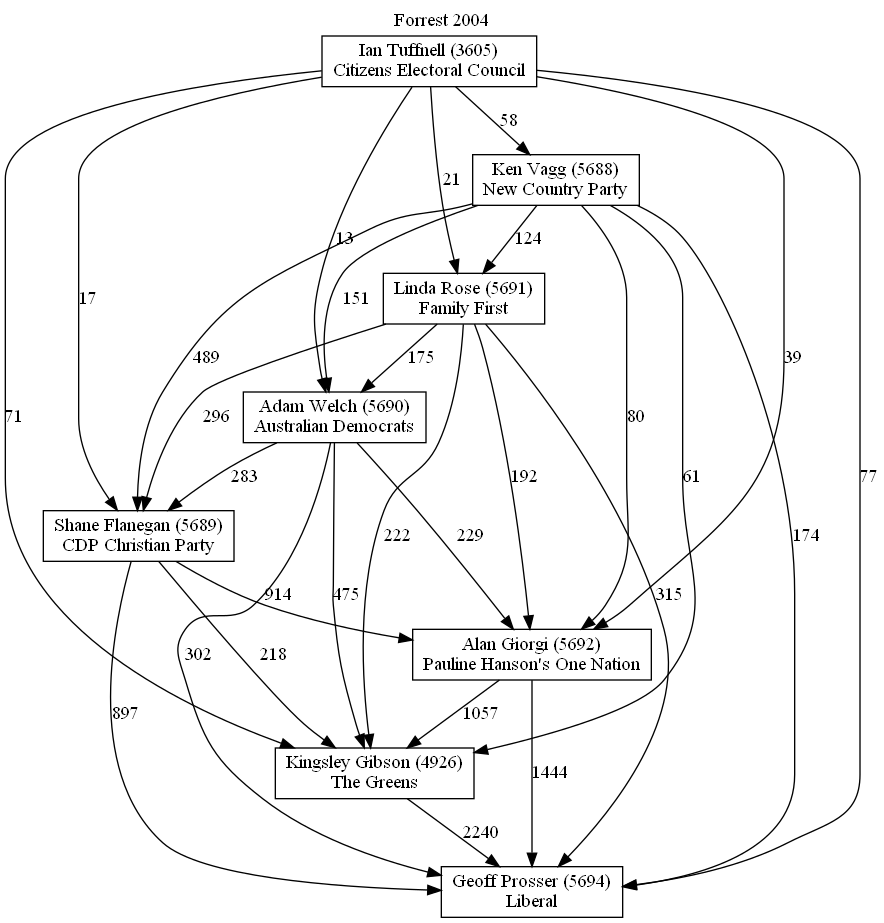 Forrest 2004
Ian Tuffnell (3605)
Citizens Electoral Council
58
Ken Vagg (5688)
New Country Party
21
13
124
Linda Rose (5691)
Family First
17
151
489
39
175
296
71
Adam Welch (5690)
Australian Democrats
80
283
192
61
77
Shane Flanegan (5689)
CDP Christian Party
222
229
174
914
475
315
Alan Giorgi (5692)
Pauline Hanson's One Nation
302
218
897
1057
Kingsley Gibson (4926)
The Greens
1444
2240
Geoff Prosser (5694)
Liberal